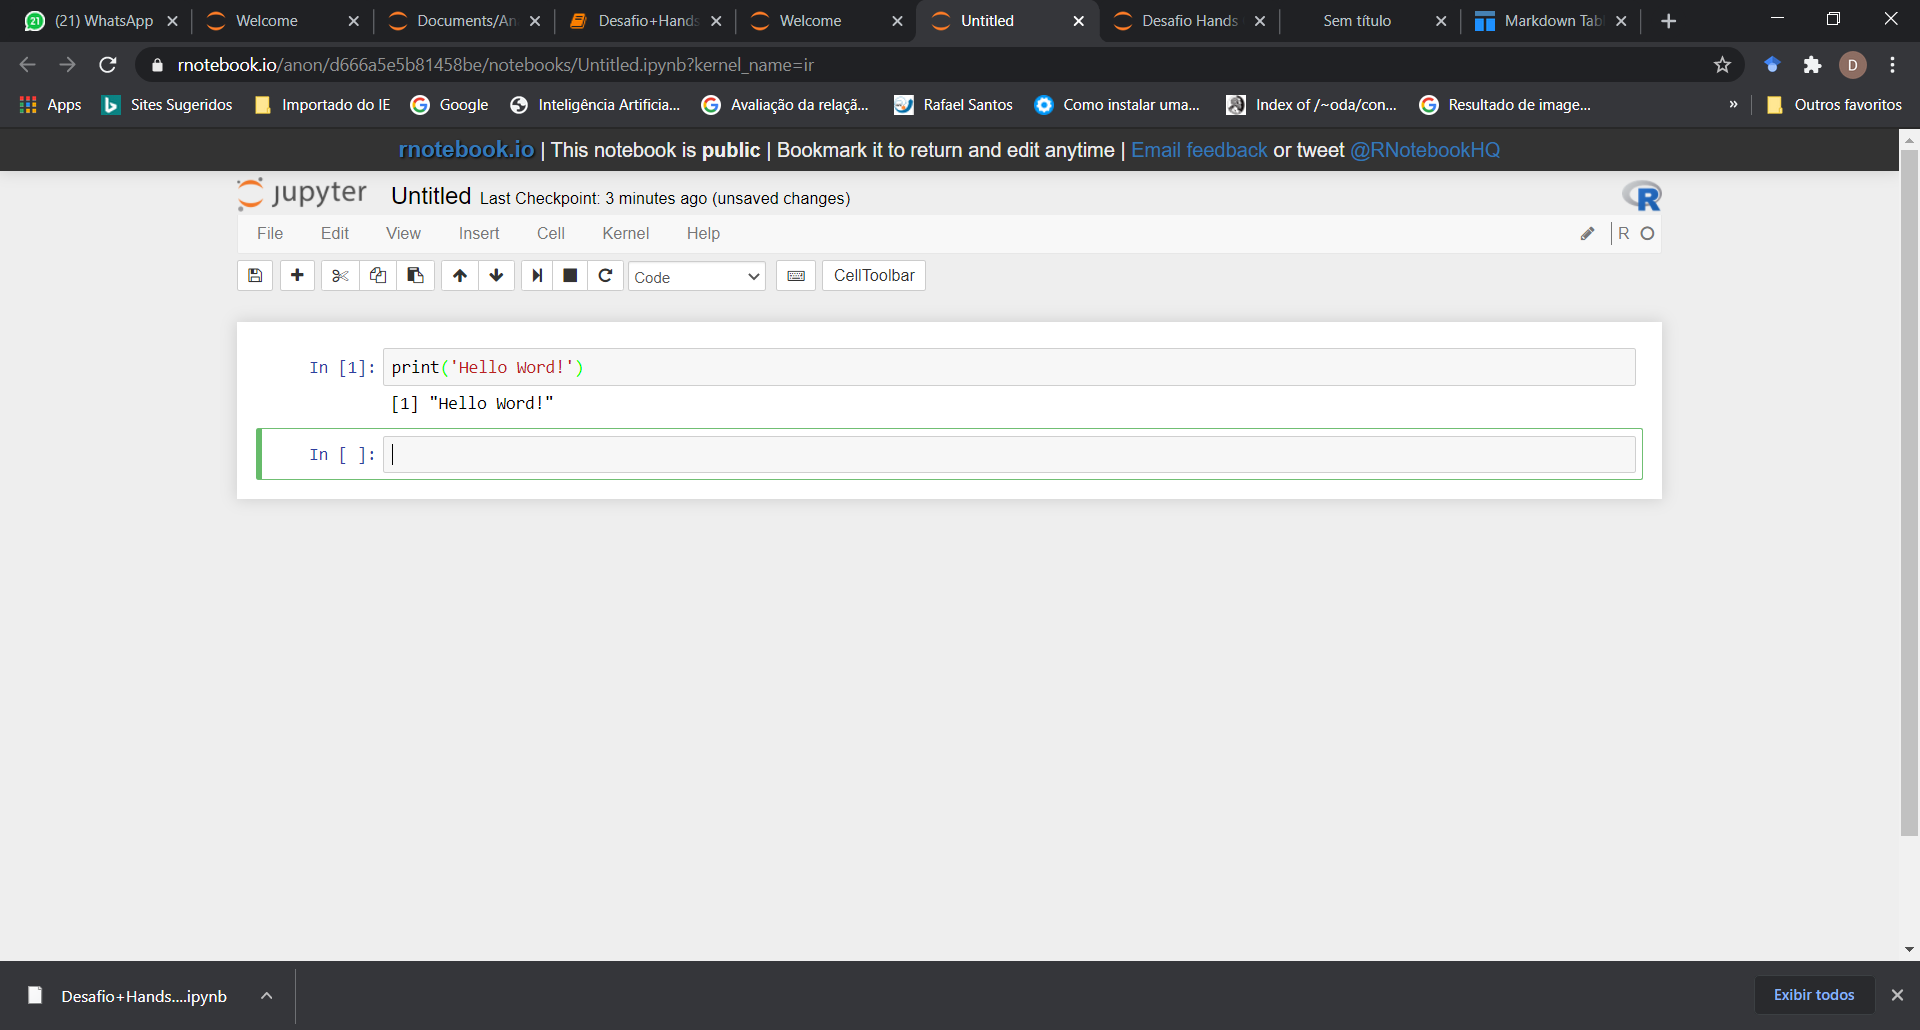 (21) WhatsApp
Welcome
Documents/An
Desafio+Hands
Welcome
Untitled
Desafio Hands
Sem título
Markdown Tab
rnotebook.io/anon/d666a5e5b81458be/notebooks/Untitled.ipynb?kernel_name=ir
D
Apps
Sites Sugeridos
Importado do IE
Google
Inteligência Artificia...
Avaliação da relaçã...
Rafael Santos
Como instalar uma...
Index of /~oda/con...
Resultado de image...
»
Outros favoritos
rnotebook.io | This notebook is public | Bookmark it to return and edit anytime | Email feedback or tweet @RNotebookHQ
jupyter Untitled Last Checkpoint: 3 minutes ago (unsaved changes)
R
File Edit View Insert Cell Kernel Help
R
Code
CellToolbar
In [1]: print('Hello Word!')
[1] "Hello Word!"
In [ ]:
Desafio+Hands....ipynb
Exibir todos